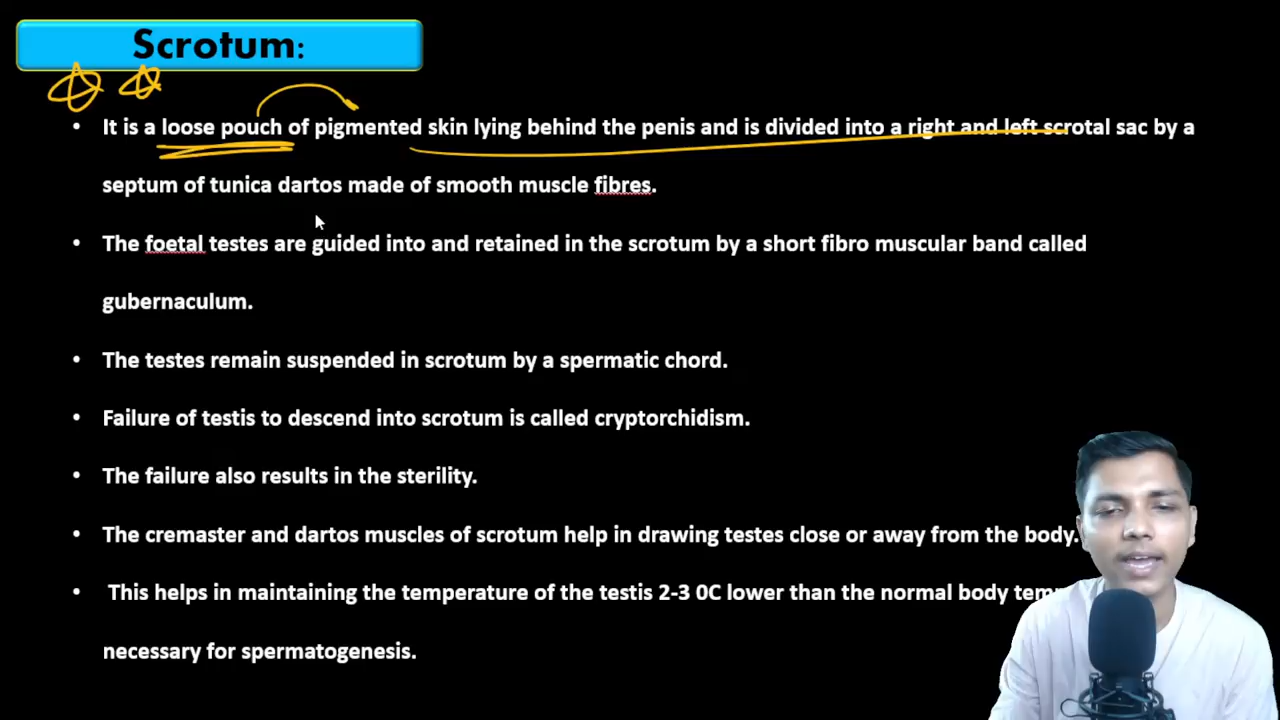 Scrotum:
• It is a loose pouch of pigmented skin lying behind the penis and is divided into a right and left scrotal sac by a
septum of tunica dartos made of smooth muscle fibres.
• The foetal testes are guided into and retained in the scrotum by a short fibro muscular band called
gubernaculum.
• The testes remain suspended in scrotum by a spermatic chord.
• Failure of testis to descend into scrotum is called cryptorchidism.
• The failure also results in the sterility.
• The cremaster and dartos muscles of scrotum help in drawing testes close or away from the body.
• This helps in maintaining the temperature of the testis 2-3 0C lower than the normal body
necessary for spermatogenesis.